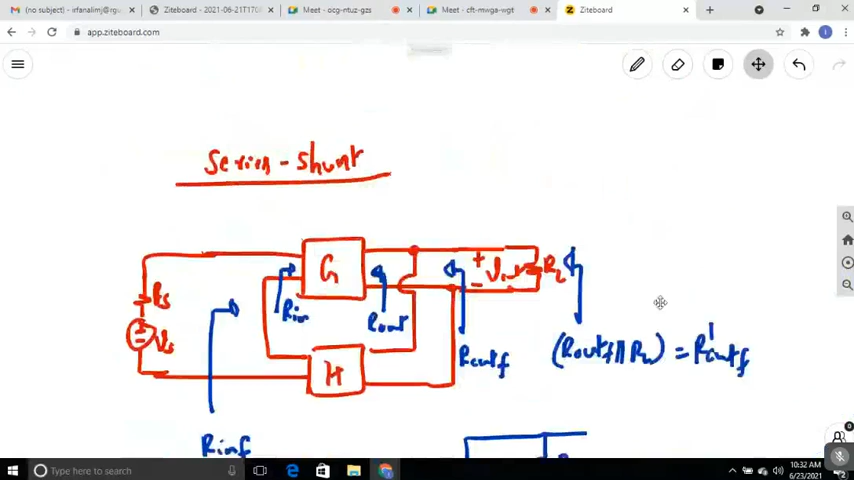 (no subject) - irfanalimj@rgu
Ziteboard - 2021-06-21T170
Meet - ocg-ntuz-gzs
Meet - cft-mwga-wgt
Ziteboard
app.ziteboard.com
I
Series - Shunt
G
+
-
RL
Rs
Vs
Rin
Rout
Routf
(Routf || RL) = R'outf
H
Rinf
0
Type here to search
10:32 AM
6/23/2021